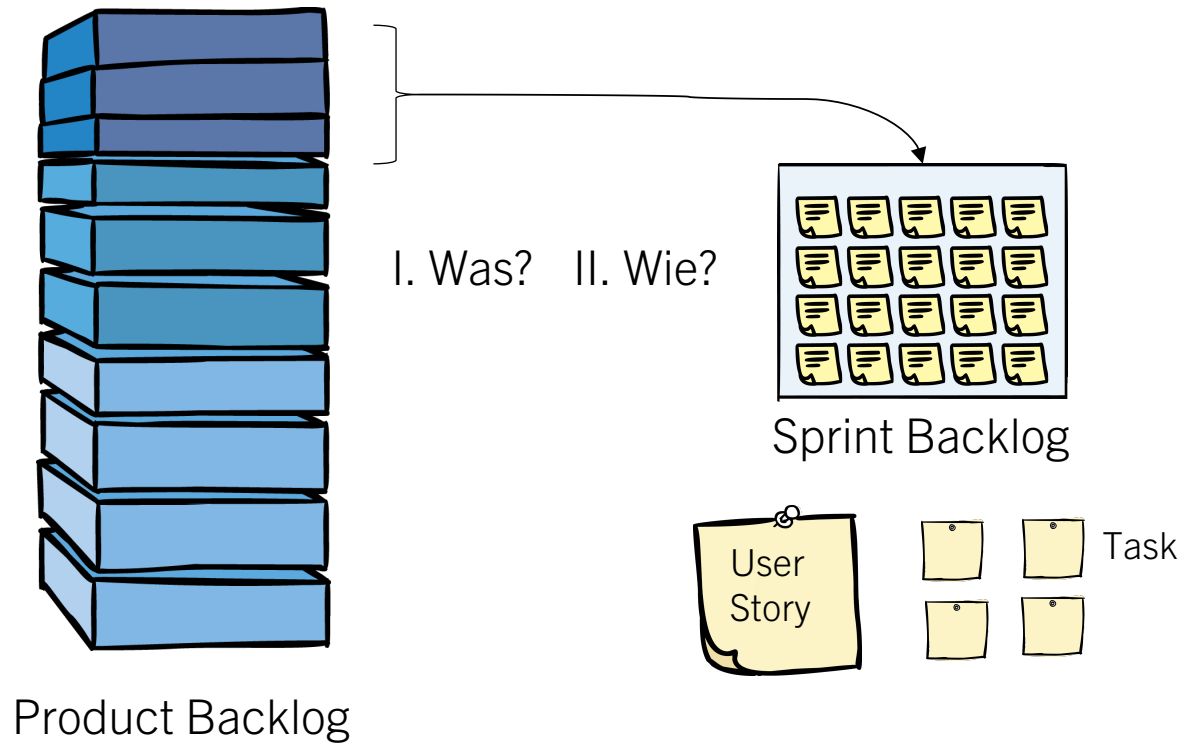 I. Was? II. Wie?
Sprint Backlog
User
Story
Task
Product Backlog